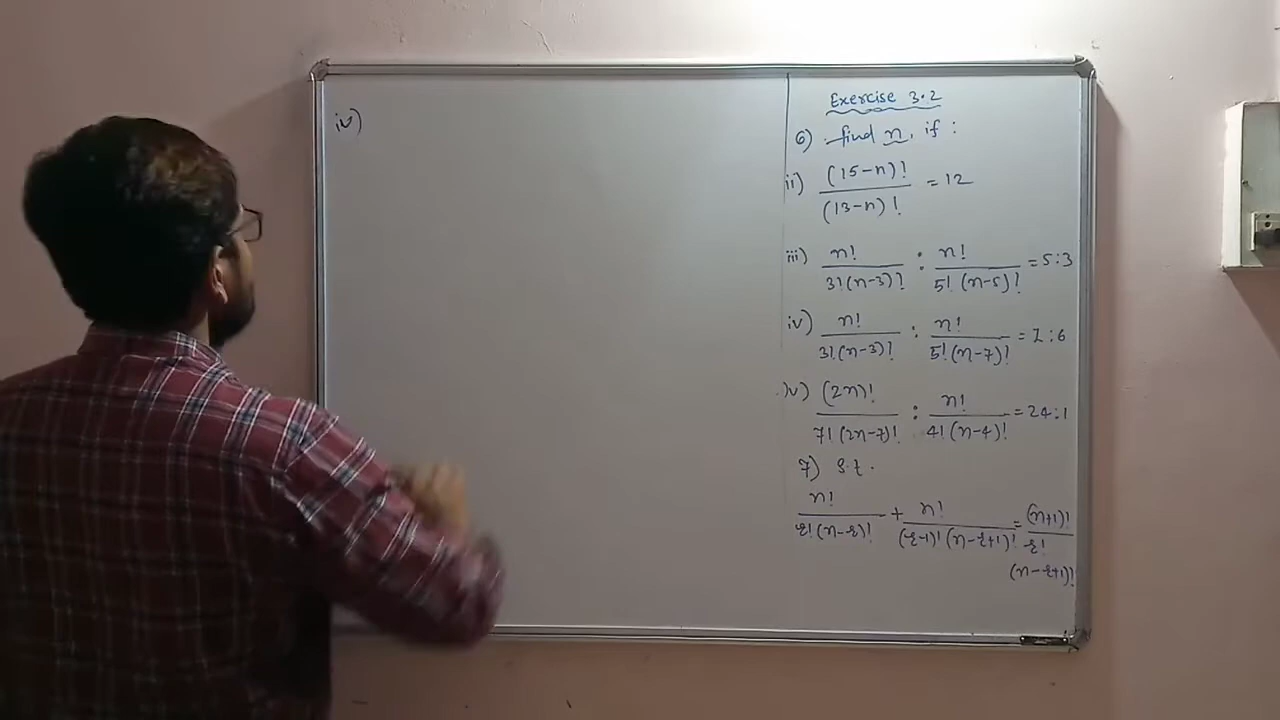 iv)
Exercise 3.2
6) find n, if :
ii) (15-n)! / (13-n)! = 12
iii) n! / 3!(n-3)! : n! / 5!(n-5)! = 5:3
iv) n! / 3!(n-3)! : n! / 5!(n-7)! = 1:6
v) (2n)! / 7!(2n-7)! : n! / 4!(n-4)! = 24:1
7) S.t.
n! / r!(n-r)! + n! / (r-1)!(n-r+1)! = (n+1)! / r!(n-r+1)!